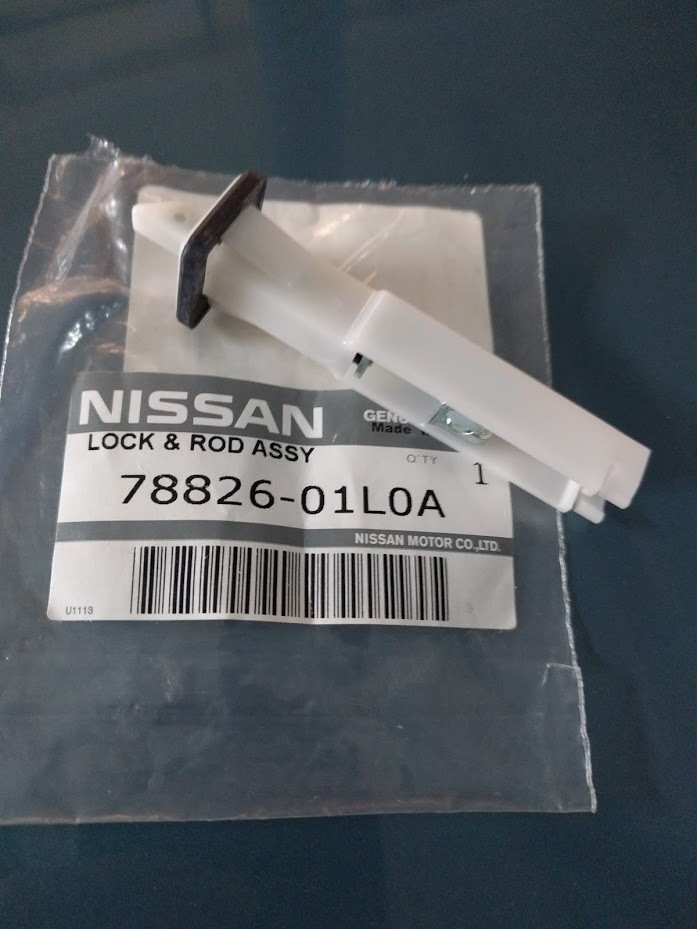 NISSAN
GENU
Made
LOCK & ROD ASSY
Q'TY
1
78826-01L0A
NISSAN MOTOR CO.,LTD.
U1113